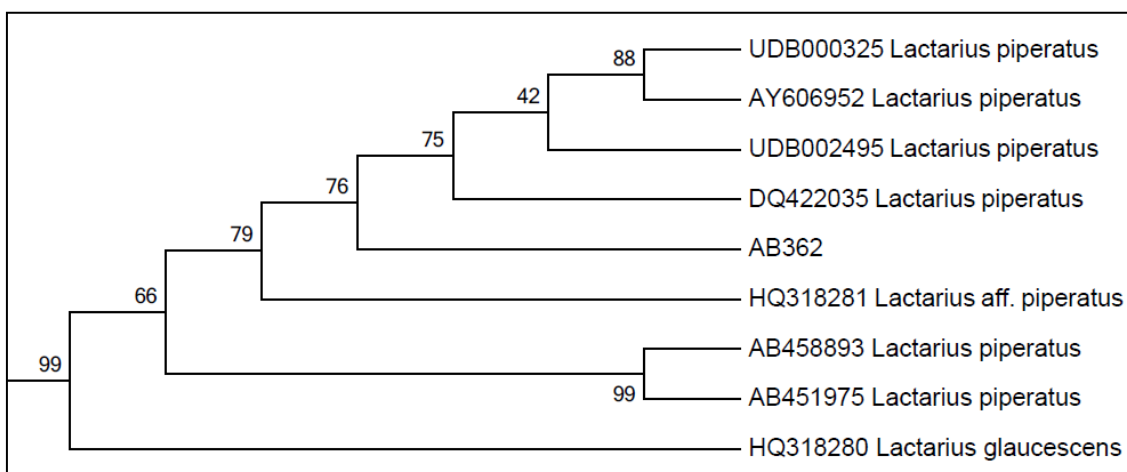 UDB000325 Lactarius piperatus
88
AY606952 Lactarius piperatus
42
UDB002495 Lactarius piperatus
75
DQ422035 Lactarius piperatus
76
AB362
79
HQ318281 Lactarius aff. piperatus
66
AB458893 Lactarius piperatus
99
AB451975 Lactarius piperatus
99
HQ318280 Lactarius glaucescens